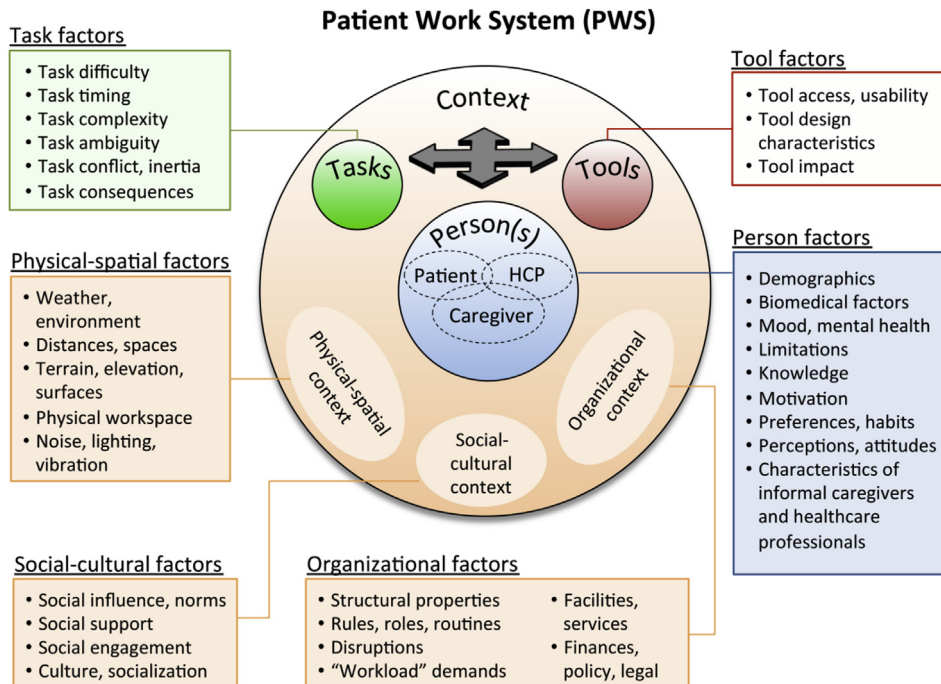 Patient Work System (PWS)
Task factors
• Task difficulty
• Task timing
• Task complexity
• Task ambiguity
• Task conflict, inertia
• Task consequences
Tool factors
• Tool access, usability
• Tool design
characteristics
• Tool impact
Context
Tasks
Tools
Person(s)
Patient
HCP
Caregiver
Physical-spatial
context
Social-
cultural
context
Organizational
context
Physical-spatial factors
• Weather,
environment
• Distances, spaces
• Terrain, elevation,
surfaces
• Physical workspace
• Noise, lighting,
vibration
Person factors
• Demographics
• Biomedical factors
• Mood, mental health
• Limitations
• Knowledge
• Motivation
• Preferences, habits
• Perceptions, attitudes
• Characteristics of
informal caregivers
and healthcare
professionals
Social-cultural factors
• Social influence, norms
• Social support
• Social engagement
• Culture, socialization
Organizational factors
• Structural properties
• Rules, roles, routines
• Disruptions
• “Workload” demands
• Facilities,
services
• Finances,
policy, legal